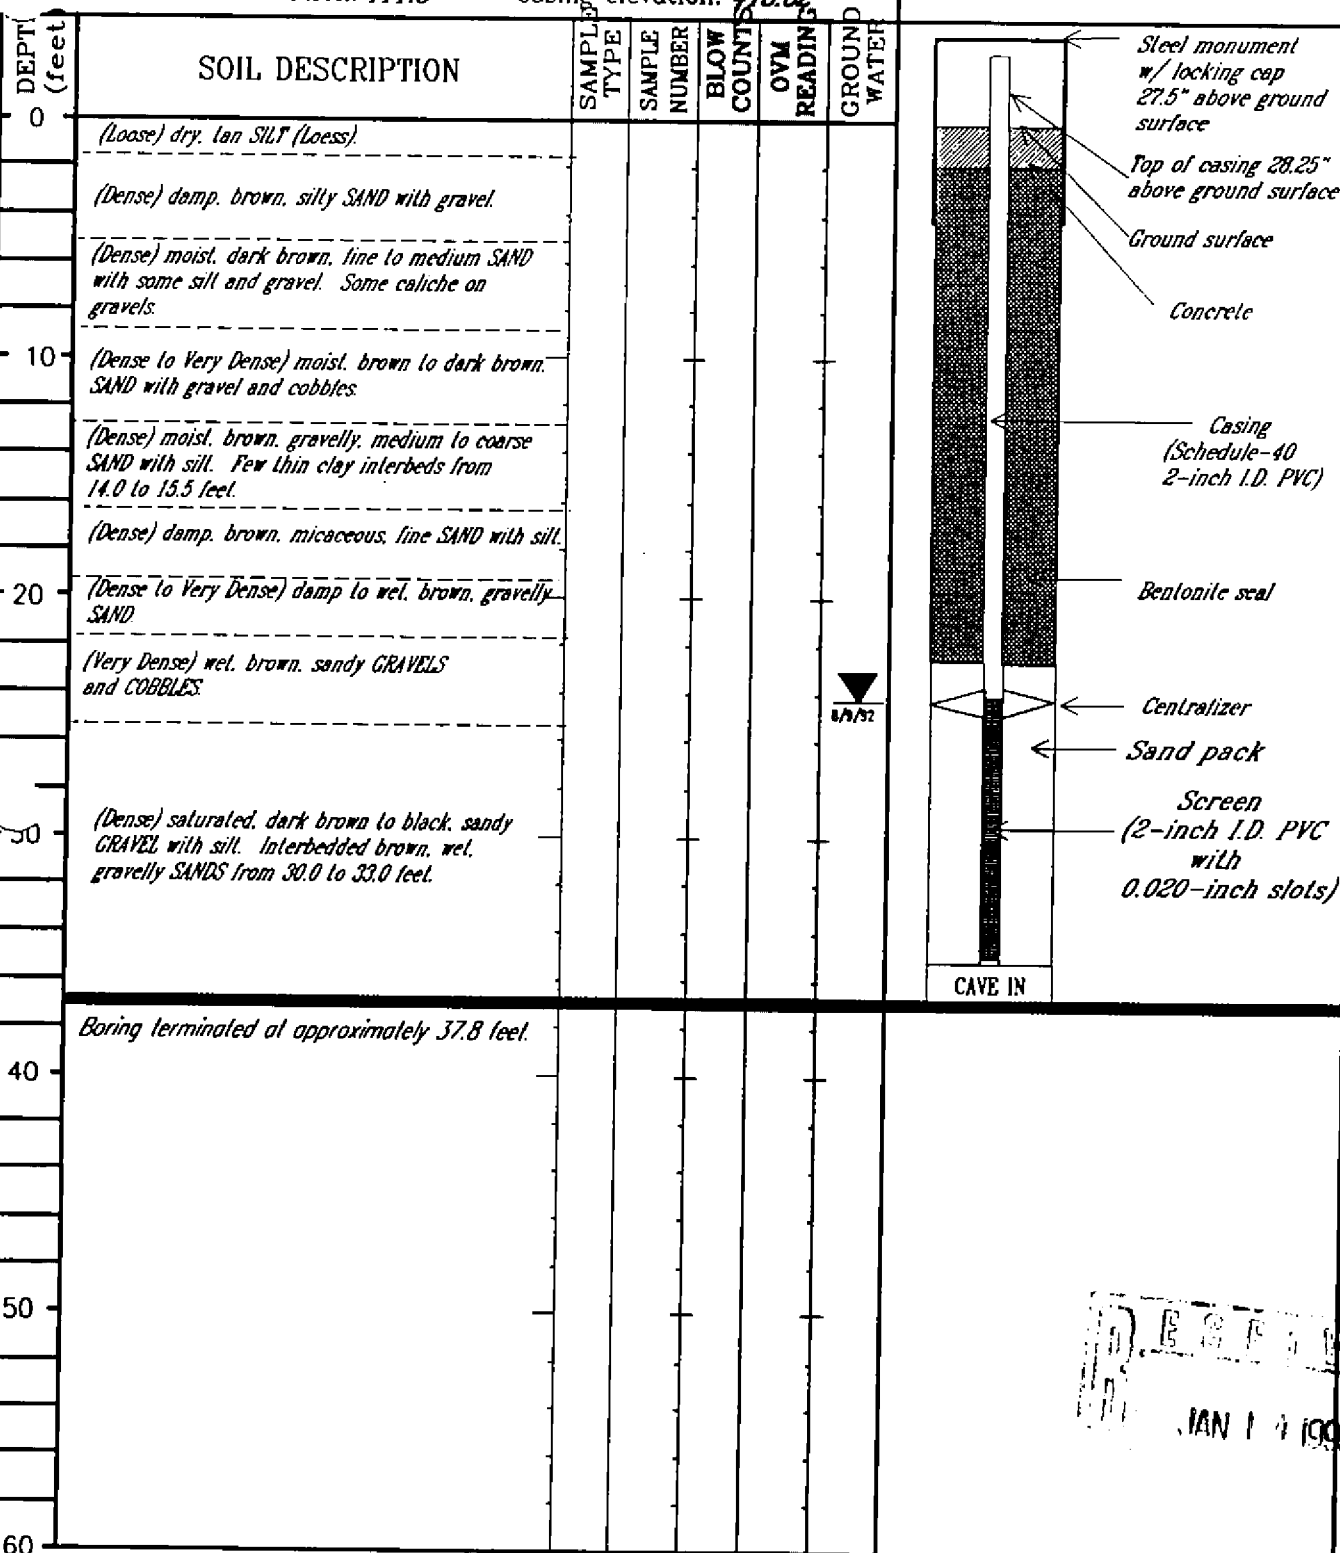 Casing elevation:
DEPTH
(feet)
SOIL DESCRIPTION
SAMPLE
TYPE
SAMPLE
NUMBER
BLOW
COUNTS
OVM
READING
GROUND
WATER
0
(Loose) dry, tan SILT (Loess).
(Dense) damp, brown, silty SAND with gravel.
(Dense) moist, dark brown, fine to medium SAND
with some silt and gravel. Some caliche on
gravels.
10
(Dense to Very Dense) moist, brown to dark brown,
SAND with gravel and cobbles.
(Dense) moist, brown, gravelly, medium to coarse
SAND with silt. Few thin clay interbeds from
14.0 to 15.5 feet.
(Dense) damp, brown, micaceous, fine SAND with silt.
20
(Dense to Very Dense) damp to wet, brown, gravelly
SAND.
(Very Dense) wet, brown, sandy GRAVELS
and COBBLES.
30
(Dense) saturated, dark brown to black, sandy
GRAVEL with silt. Interbedded brown, wet,
gravelly SANDS from 30.0 to 33.0 feet.
Boring terminated at approximately 37.8 feet.
40
50
60
Steel monument
w/ locking cap
27.5" above ground
surface
Top of casing 28.25"
above ground surface
Ground surface
Concrete
Casing
(Schedule-40
2-inch I.D. PVC)
Bentonite seal
Centralizer
Sand pack
Screen
(2-inch I.D. PVC
with
0.020-inch slots)
CAVE IN
JAN 1